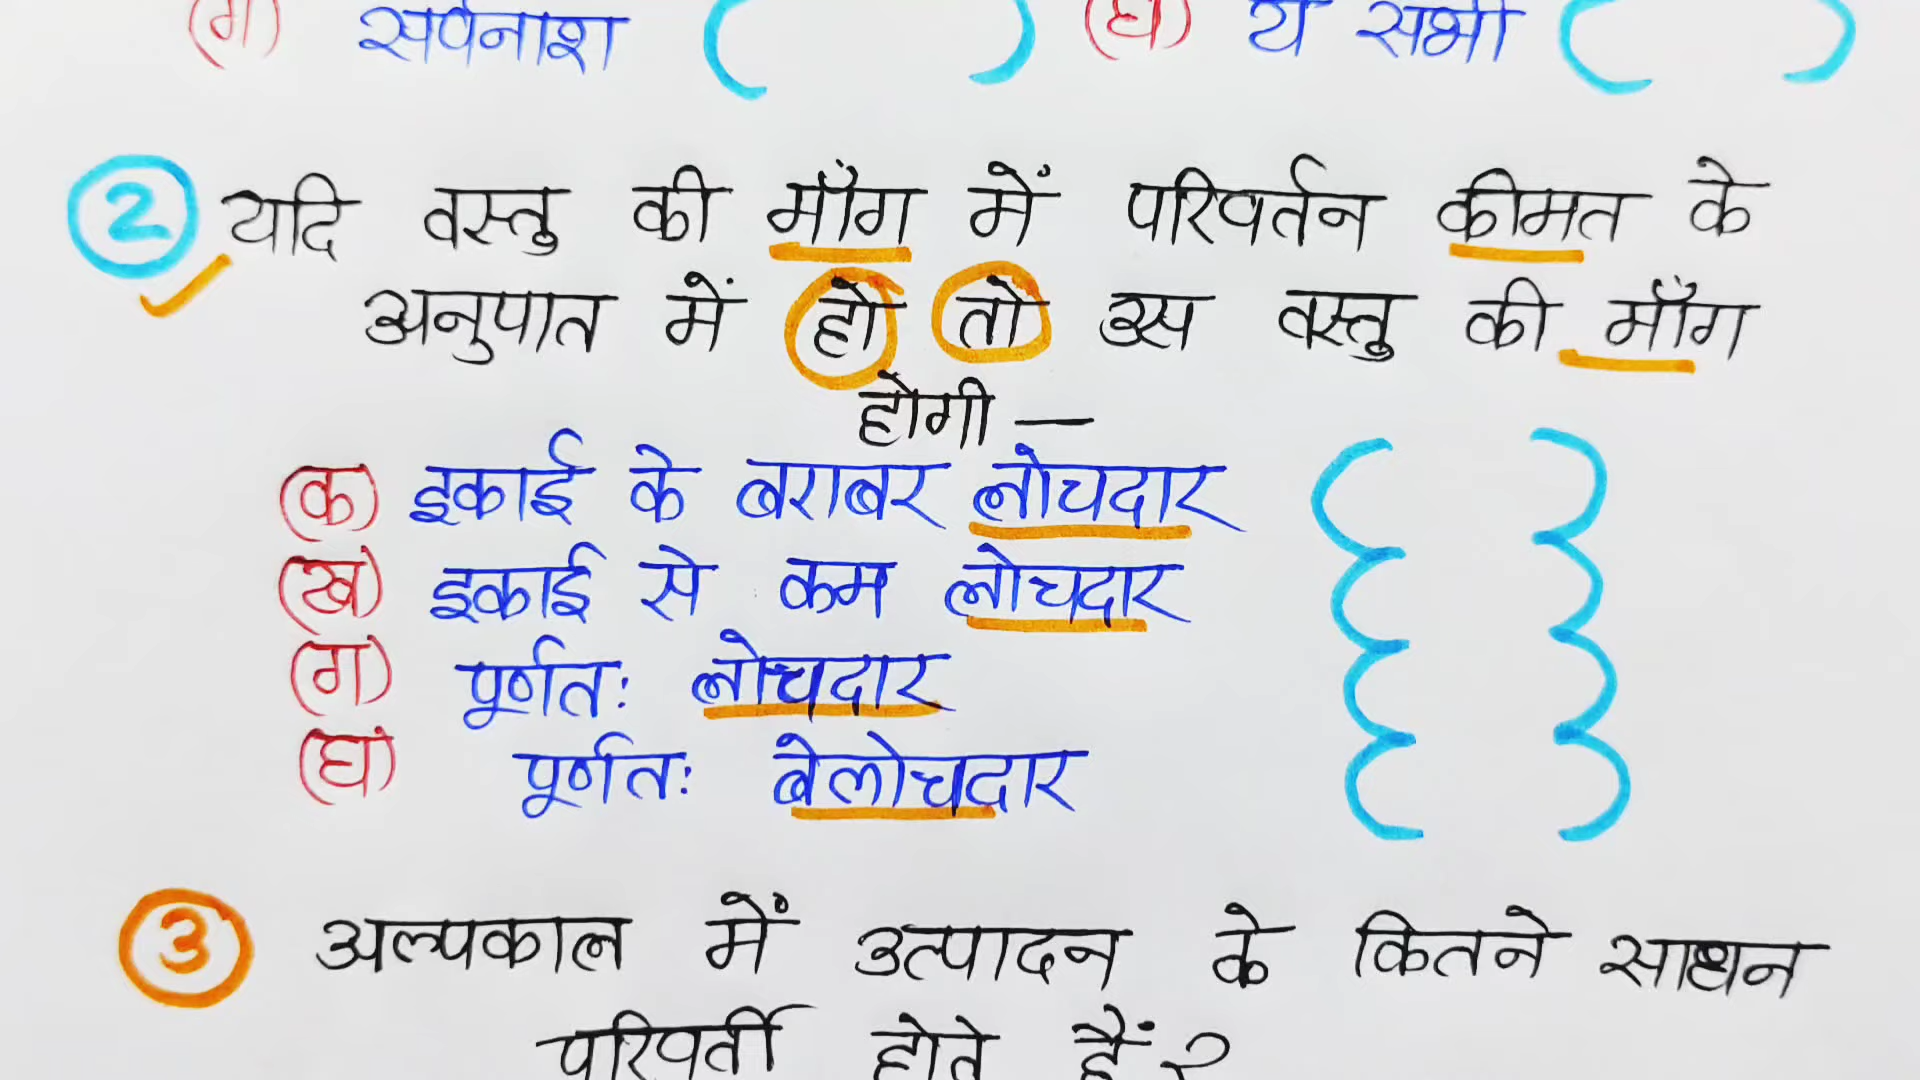 (ग) सर्वनाश ( ) (घ) ये सभी ( )
2 यदि वस्तु की माँग में परिवर्तन कीमत के
अनुपात में हो तो उस वस्तु की माँग
होगी —
(क) इकाई के बराबर लोचदार ( )
(ख) इकाई से कम लोचदार ( )
(ग) पूर्णतः लोचदार ( )
(घ) पूर्णतः बेलोचदार ( )
3 अल्पकाल में उत्पादन के कितने साधन
परिवर्ती होते हैं?